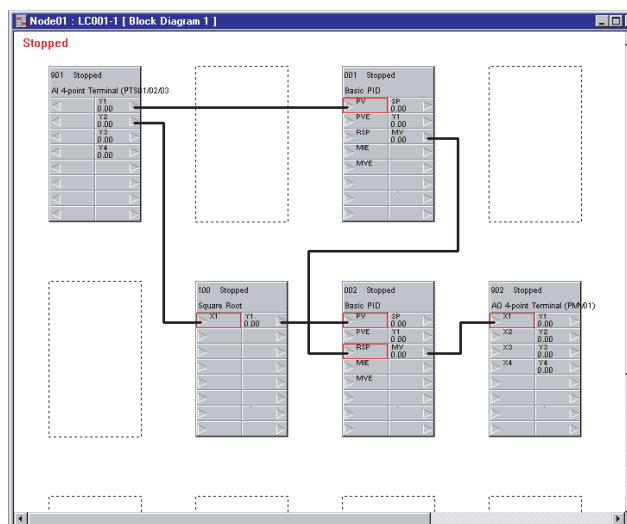 Node01 : LC001-1 [ Block Diagram 1 ]
Stopped
901 Stopped
AI 4-point Terminal (PTS01/02/03
Y1
0.00
Y2
0.00
Y3
0.00
Y4
0.00
001 Stopped
Basic PID
PV SP
0.00
PVE Y1
0.00
RSP MV
0.00
MIE
MVE
100 Stopped
Square Root
X1 Y1
0.00
002 Stopped
Basic PID
PV SP
0.00
PVE Y1
0.00
RSP MV
0.00
MIE
MVE
902 Stopped
AO 4-point Terminal (PMV01)
X1 Y1
0.00
X2 Y2
0.00
X3 Y3
0.00
X4 Y4
0.00